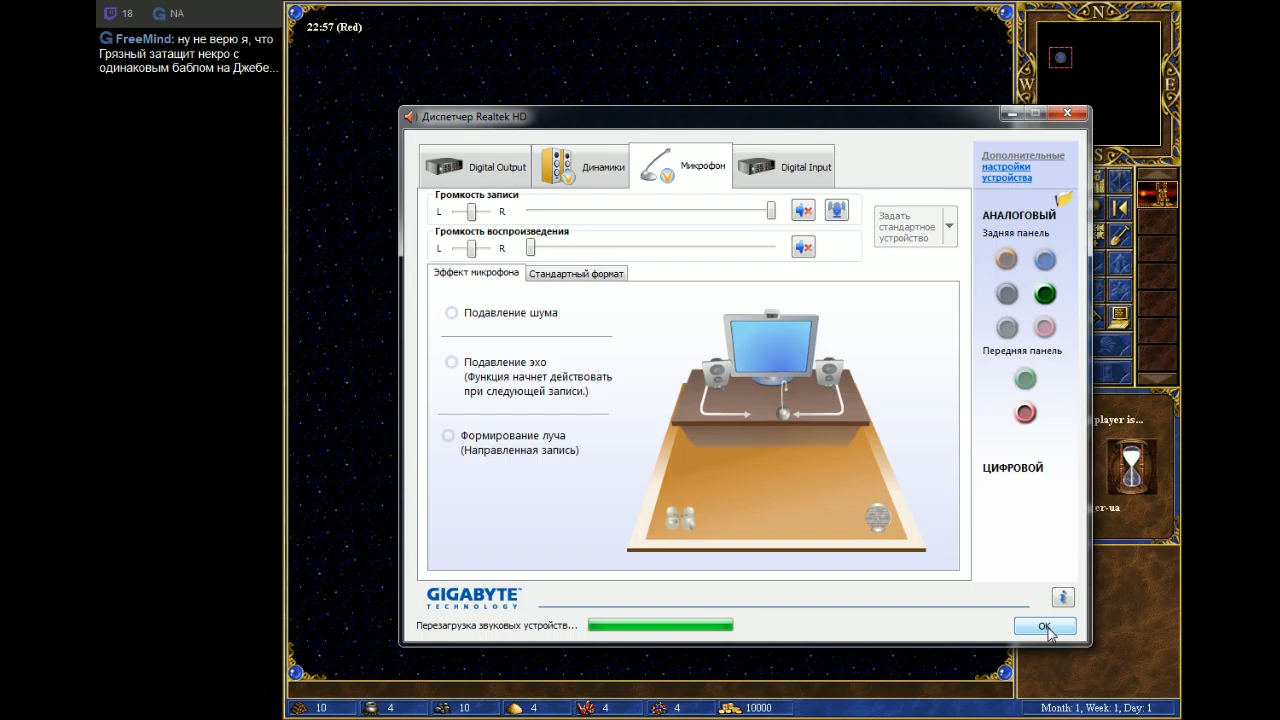 18 NA
FreeMind: ну не верю я, что
Грязный затащит некро с
одинаковым баблом на Джебе...
22:57 (Red)
N
W
E
S
Диспетчер Realtek HD
Digital Output
Динамики
Микрофон
Digital Input
Дополнительные
настройки
устройства
Громкость записи
L R
Громкость воспроизведения
L R
Задать
стандартное
устройство
АНАЛОГОВЫЙ
Задняя панель
Эффект микрофона
Стандартный формат
Подавление шума
Подавление эхо
(Функция начнет действовать
при следующей записи.)
Формирование луча
(Направленная запись)
Передняя панель
ЦИФРОВОЙ
player is...
er-ua
GIGABYTE
TECHNOLOGY
Перезагрузка звуковых устройств...
OK
10 4 10 4 4 4 10000
Month: 1, Week: 1, Day: 1